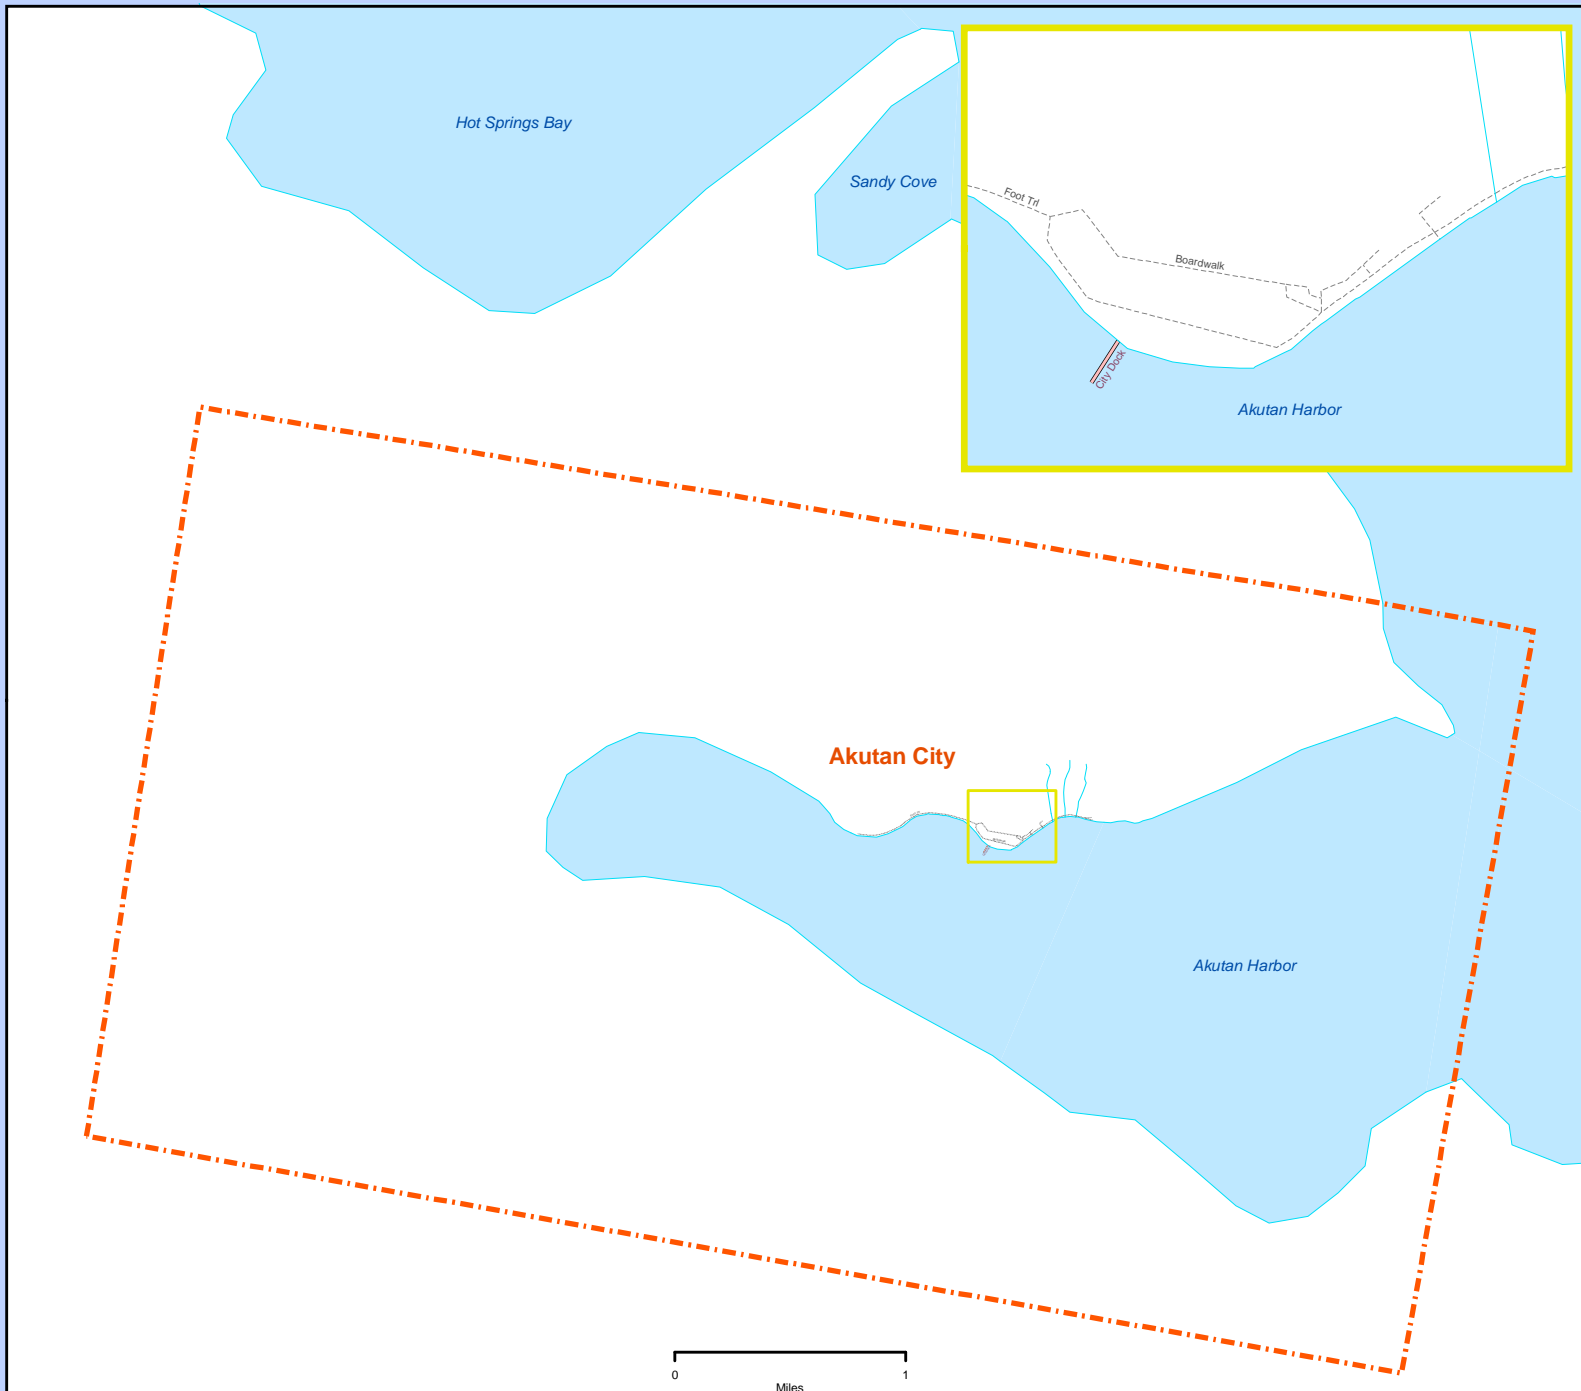 Hot Springs Bay
Sandy Cove
Foot Trl
Boardwalk
City Dock
Akutan Harbor
Akutan City
Akutan Harbor
0 1
Miles